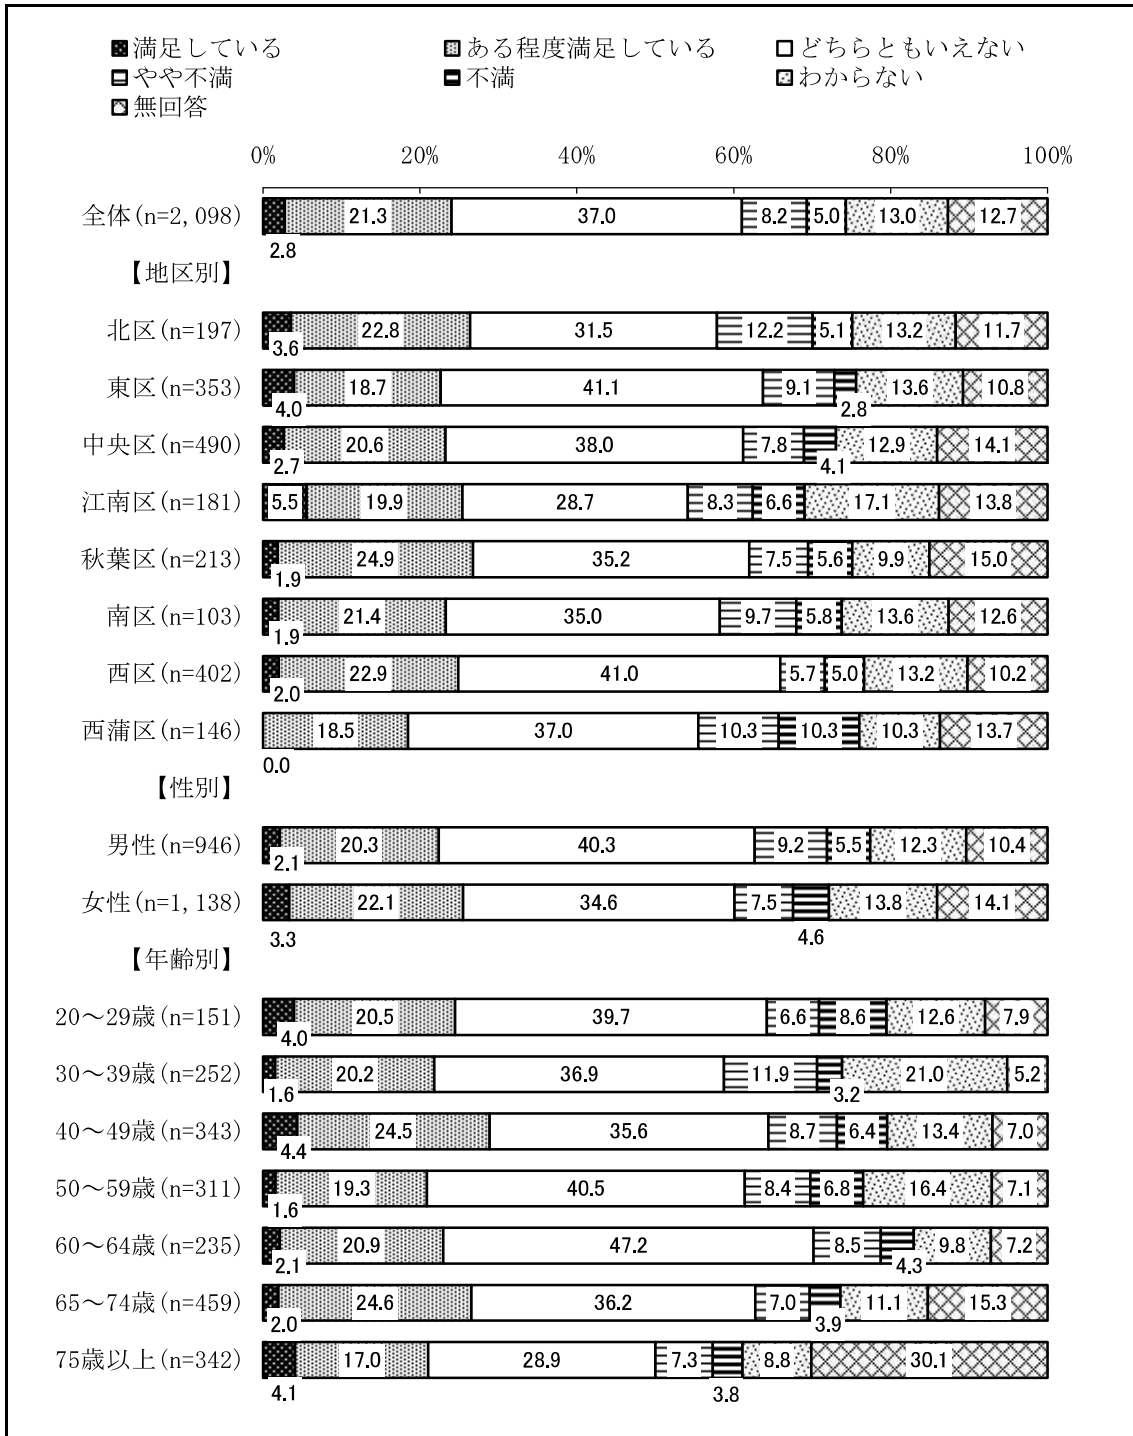 満足している ある程度満足している どちらともいえない
やや不満 不満 わからない
無回答
0% 20% 40% 60% 80% 100%
全体(n=2,098) 21.3 37.0 8.2 5.0 13.0 12.7
2.8
【地区別】
北区(n=197) 3.6 22.8 31.5 12.2 5.1 13.2 11.7
東区(n=353) 4.0 18.7 41.1 9.1 2.8 13.6 10.8
中央区(n=490) 2.7 20.6 38.0 7.8 4.1 12.9 14.1
江南区(n=181) 5.5 19.9 28.7 8.3 6.6 17.1 13.8
秋葉区(n=213) 1.9 24.9 35.2 7.5 5.6 9.9 15.0
南区(n=103) 1.9 21.4 35.0 9.7 5.8 13.6 12.6
西区(n=402) 2.0 22.9 41.0 5.7 5.0 13.2 10.2
西蒲区(n=146) 18.5 37.0 10.3 10.3 10.3 13.7
0.0
【性別】
男性(n=946) 2.1 20.3 40.3 9.2 5.5 12.3 10.4
女性(n=1,138) 22.1 34.6 7.5 13.8 14.1
3.3 4.6
【年齢別】
20～29歳(n=151) 4.0 20.5 39.7 6.6 8.6 12.6 7.9
30～39歳(n=252) 1.6 20.2 36.9 11.9 3.2 21.0 5.2
40～49歳(n=343) 4.4 24.5 35.6 8.7 6.4 13.4 7.0
50～59歳(n=311) 1.6 19.3 40.5 8.4 6.8 16.4 7.1
60～64歳(n=235) 2.1 20.9 47.2 8.5 4.3 9.8 7.2
65～74歳(n=459) 2.0 24.6 36.2 7.0 3.9 11.1 15.3
75歳以上(n=342) 17.0 28.9 7.3 8.8 30.1
4.1 3.8